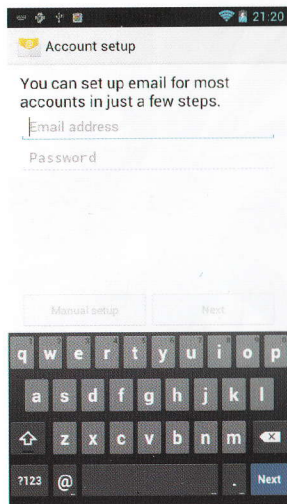 21:20
Account setup
You can set up email for most
accounts in just a few steps.
Email address
Password
Manual setup Next
q w e r t y u i o p
a s d f g h j k l
z x c v b n m
?123 @ . Next